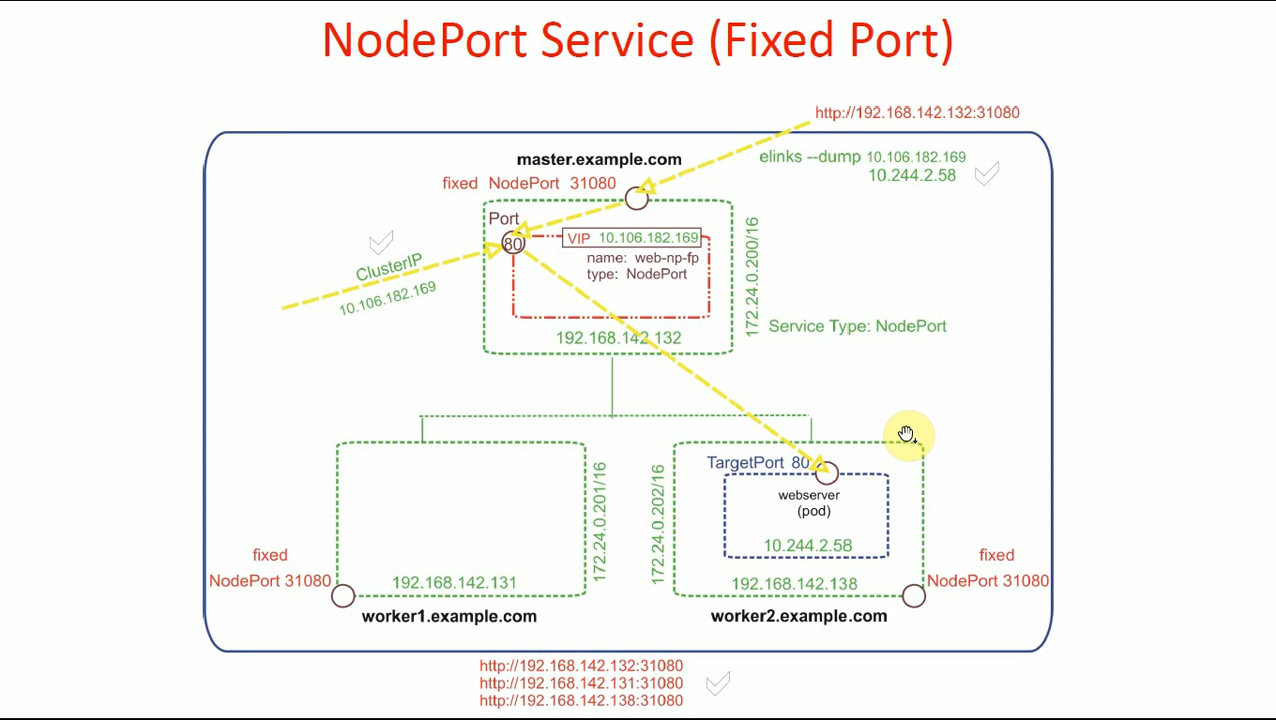 NodePort Service (Fixed Port)
http://192.168.142.132:31080
master.example.com
elinks --dump 10.106.182.169
10.244.2.58
fixed NodePort 31080
Port
80
VIP 10.106.182.169
name: web-np-fp
type: NodePort
ClusterIP
10.106.182.169
172.24.0.200/16
Service Type: NodePort
192.168.142.132
TargetPort 80
webserver
(pod)
10.244.2.58
172.24.0.201/16
172.24.0.202/16
fixed
NodePort 31080
192.168.142.131
192.168.142.138
fixed
NodePort 31080
worker1.example.com
worker2.example.com
http://192.168.142.132:31080
http://192.168.142.131:31080
http://192.168.142.138:31080